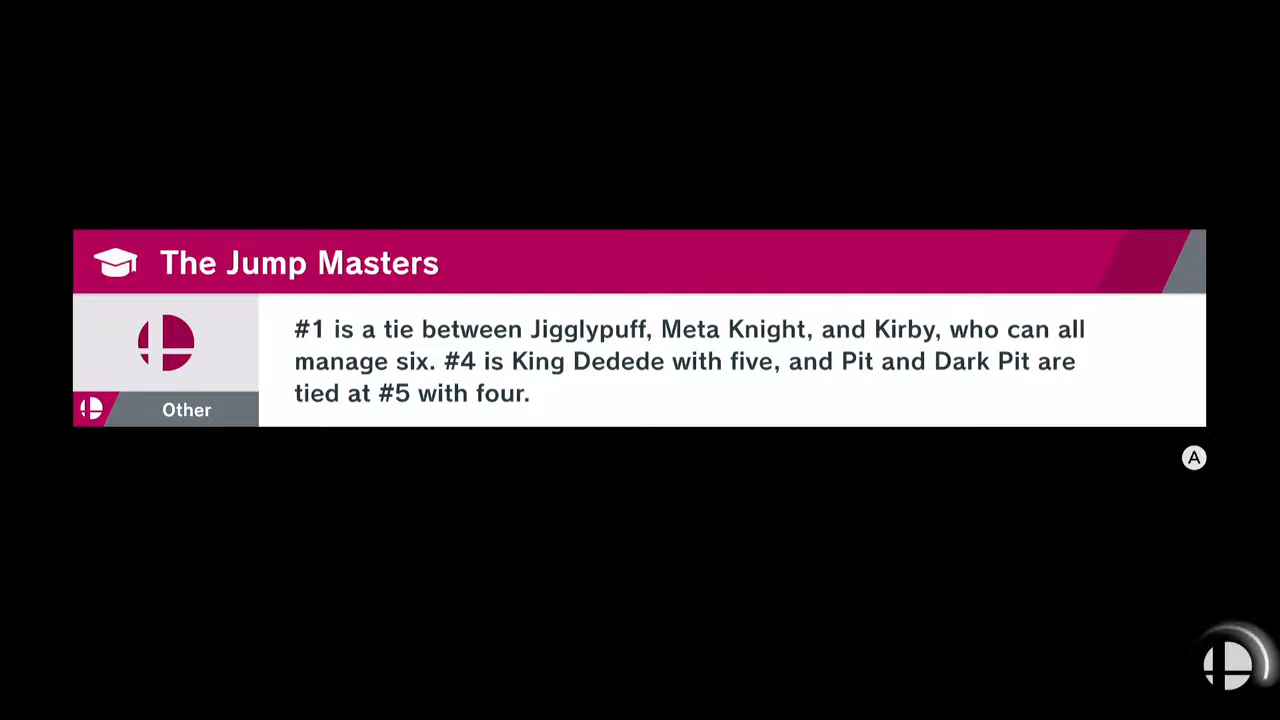 The Jump Masters
#1 is a tie between Jigglypuff, Meta Knight, and Kirby, who can all
manage six. #4 is King Dedede with five, and Pit and Dark Pit are
tied at #5 with four.
Other
A